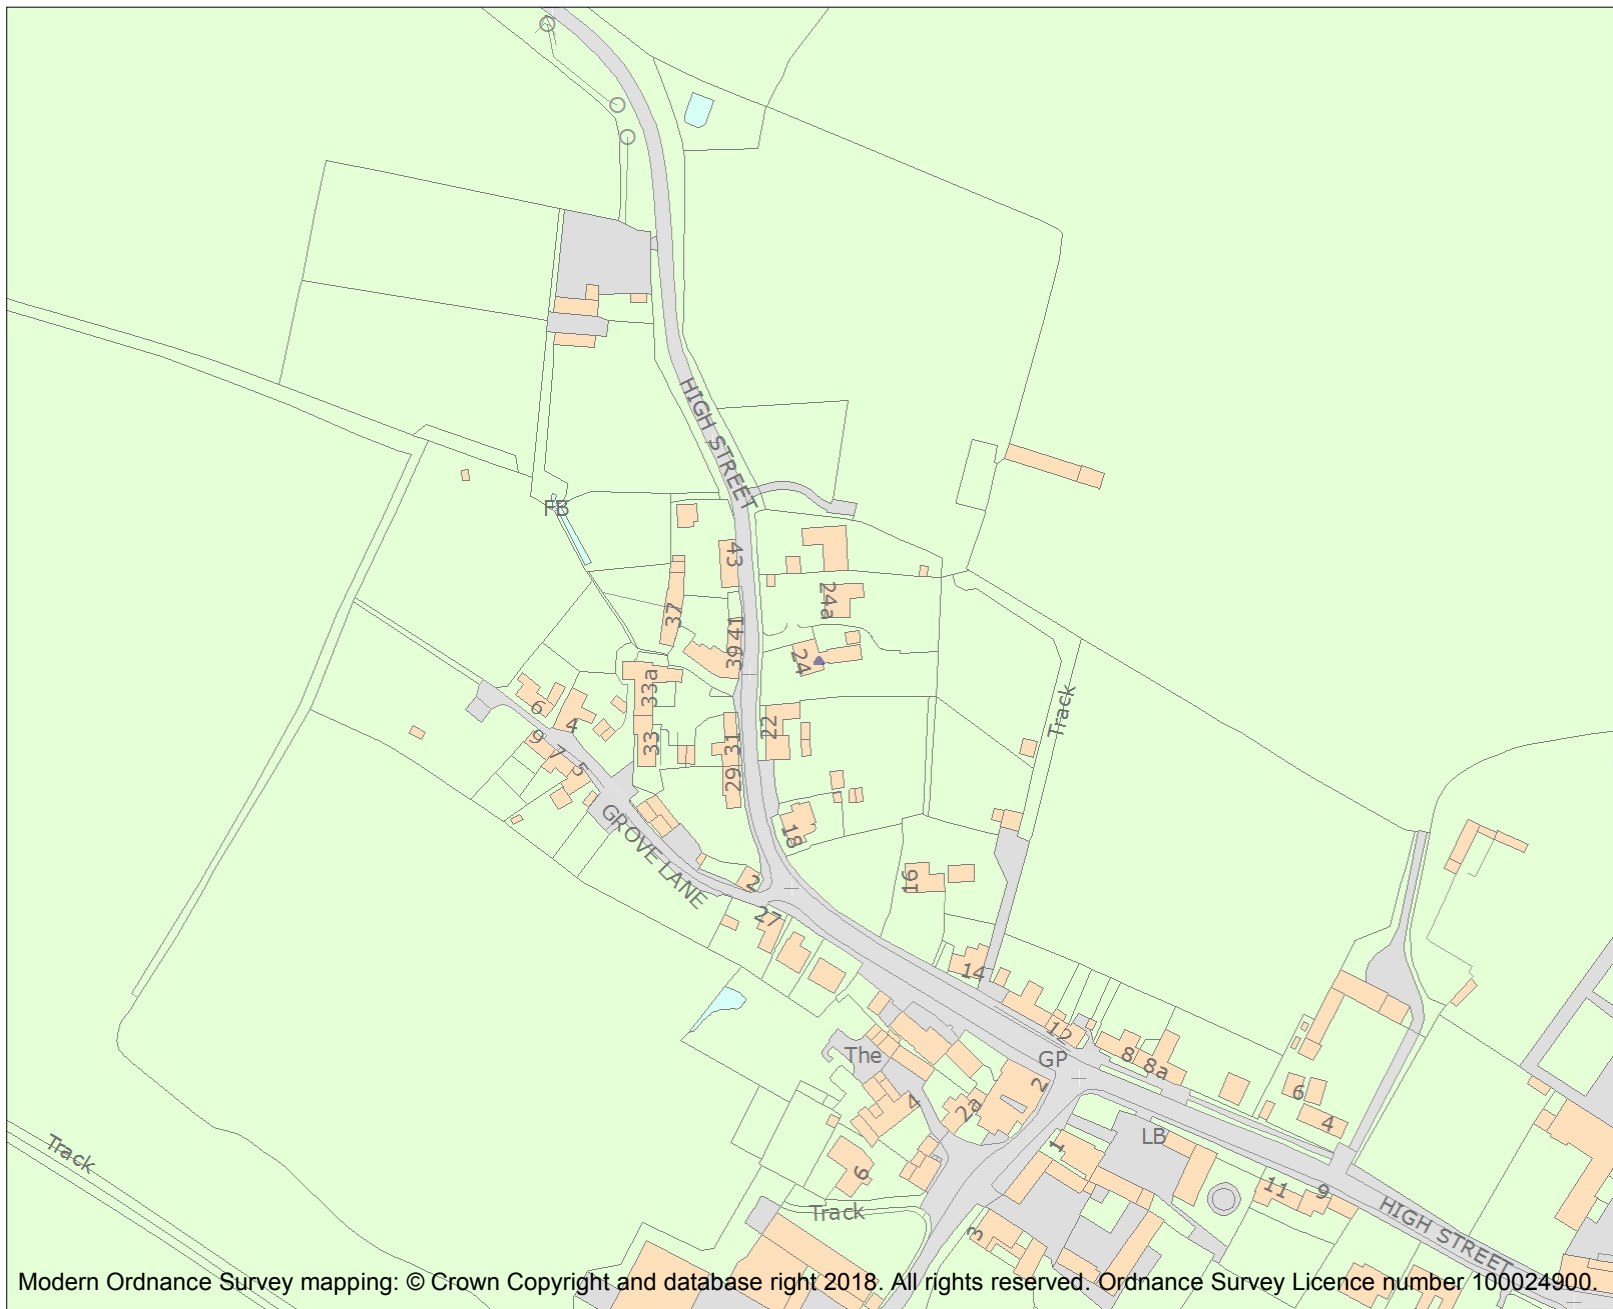 HIGH STREET
FB
43
24a
37
41
39
24
33a
6
4
22
9
7
5
33
31
29
Track
GROVE LANE
18
16
2
27
14
12
The
GP
8
8a
2
6
4
4
2a
LB
1
Track
6
11
9
Track
3
HIGH STREET
Modern Ordnance Survey mapping: © Crown Copyright and database right 2018. All rights reserved. Ordnance Survey Licence number 100024900.